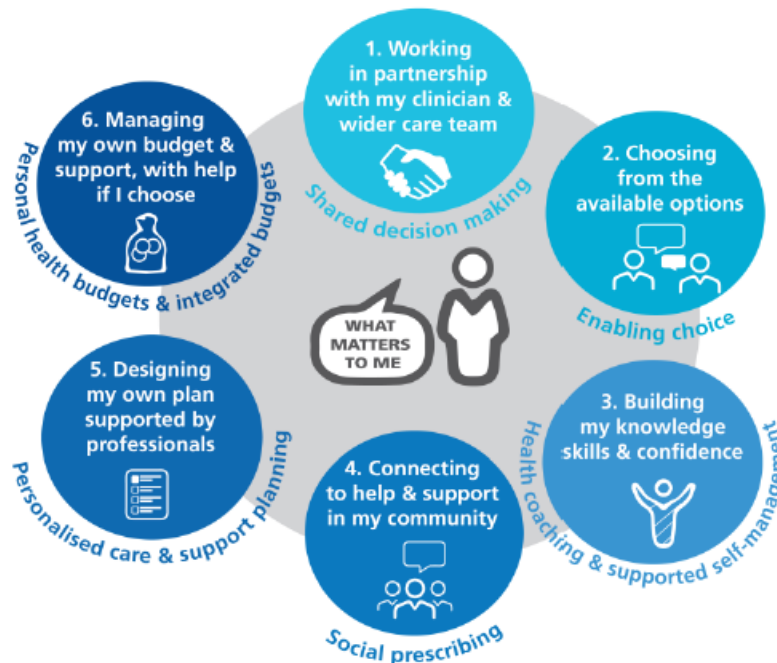 1. Working
in partnership
with my clinician &
wider care team
Shared decision making
2. Choosing
from the
available options
Enabling choice
3. Building
my knowledge
skills & confidence
Health coaching & supported self-management
4. Connecting
to help & support
in my community
Social prescribing
5. Designing
my own plan
supported by
professionals
Personalised care & support planning
6. Managing
my own budget &
support, with help
if I choose
Personal health budgets & integrated budgets
WHAT
MATTERS
TO ME